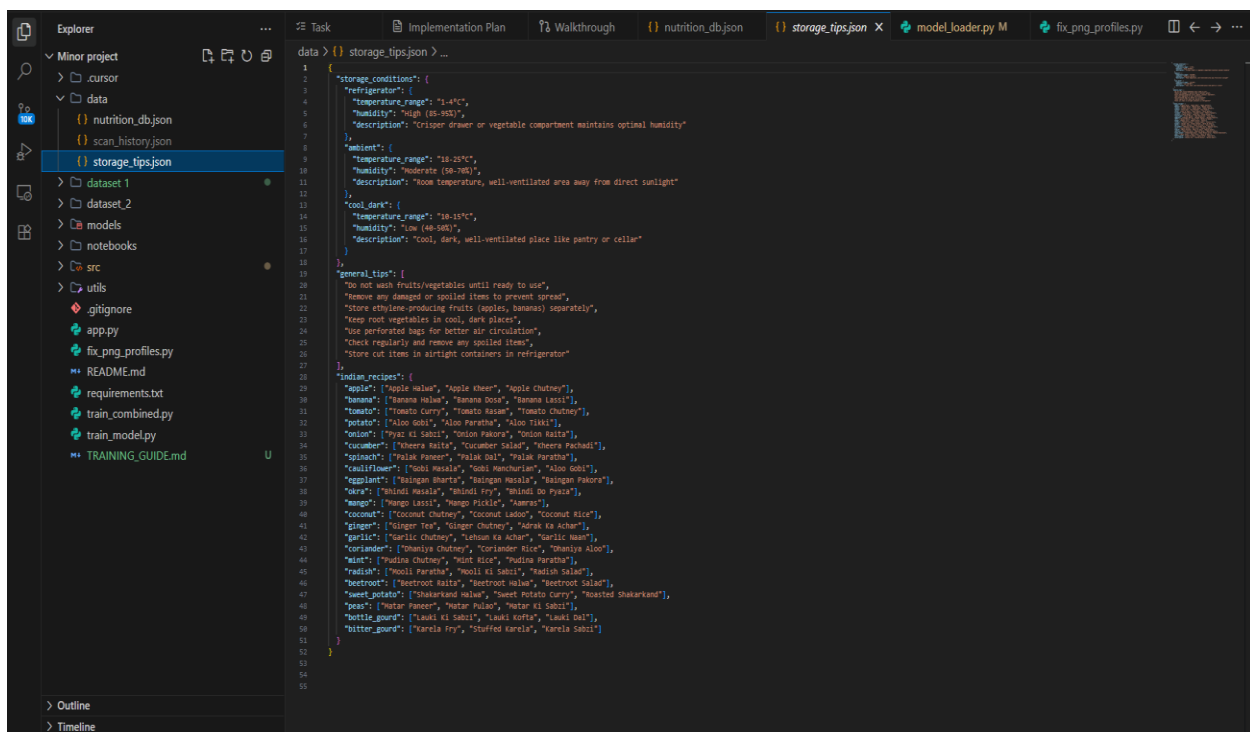 Explorer
Minor project
.cursor
data
nutrition_db.json
scan_history.json
storage_tips.json
dataset 1
dataset_2
models
notebooks
src
utils
.gitignore
app.py
fix_png_profiles.py
README.md
requirements.txt
train_combined.py
train_model.py
TRAINING_GUIDE.md U
Outline
Timeline
10K
Task Implementation Plan Walkthrough {} nutrition_db.json {} storage_tips.json X model_loader.py M fix_png_profiles.py
data > {} storage_tips.json > ...
1 {
2 "storage_conditions": {
3 "refrigerator": {
4 "temperature_range": "1-4°C",
5 "humidity": "High (85-95%)",
6 "description": "Crisper drawer or vegetable compartment maintains optimal humidity"
7 },
8 "ambient": {
9 "temperature_range": "18-25°C",
10 "humidity": "Moderate (50-70%)",
11 "description": "Room temperature, well-ventilated area away from direct sunlight"
12 },
13 "cool_dark": {
14 "temperature_range": "10-15°C",
15 "humidity": "Low (40-50%)",
16 "description": "Cool, dark, well-ventilated place like pantry or cellar"
17 }
18 },
19 "general_tips": [
20 "Do not wash fruits/vegetables until ready to use",
21 "Remove any damaged or spoiled items to prevent spread",
22 "Store ethylene-producing fruits (apples, bananas) separately",
23 "Keep root vegetables in cool, dark places",
24 "Use perforated bags for better air circulation",
25 "Check regularly and remove any spoiled items",
26 "Store cut items in airtight containers in refrigerator"
27 ],
28 "indian_recipes": {
29 "apple": ["Apple Halwa", "Apple Kheer", "Apple Chutney"],
30 "banana": ["Banana Halwa", "Banana Dosa", "Banana Lassi"],
31 "tomato": ["Tomato Curry", "Tomato Rasam", "Tomato Chutney"],
32 "potato": ["Aloo Gobi", "Aloo Paratha", "Aloo Tikki"],
33 "onion": ["Pyaz Ki Sabzi", "Onion Pakora", "Onion Raita"],
34 "cucumber": ["Kheera Raita", "Cucumber Salad", "Kheera Pachadi"],
35 "spinach": ["Palak Paneer", "Palak Dal", "Palak Paratha"],
36 "cauliflower": ["Gobi Masala", "Gobi Manchurian", "Aloo Gobi"],
37 "eggplant": ["Baingan Bharta", "Baingan Masala", "Baingan Pakora"],
38 "okra": ["Bhindi Masala", "Bhindi Fry", "Bhindi Do Pyaza"],
39 "mango": ["Mango Lassi", "Mango Pickle", "Aamras"],
40 "coconut": ["Coconut Chutney", "Coconut Ladoo", "Coconut Rice"],
41 "ginger": ["Ginger Tea", "Ginger Chutney", "Adrak Ka Achar"],
42 "garlic": ["Garlic Chutney", "Lehsun Ka Achar", "Garlic Naan"],
43 "coriander": ["Dhaniya Chutney", "Coriander Rice", "Dhaniya Aloo"],
44 "mint": ["Pudina Chutney", "Mint Rice", "Pudina Paratha"],
45 "radish": ["Mooli Paratha", "Mooli Ki Sabzi", "Radish Salad"],
46 "beetroot": ["Beetroot Raita", "Beetroot Halwa", "Beetroot Salad"],
47 "sweet_potato": ["Shakarkand Halwa", "Sweet Potato Curry", "Roasted Shakarkand"],
48 "peas": ["Matar Paneer", "Matar Pulao", "Matar Ki Sabzi"],
49 "bottle_gourd": ["Lauki Ki Sabzi", "Lauki Kofta", "Lauki Dal"],
50 "bitter_gourd": ["Karela Fry", "Stuffed Karela", "Karela Sabzi"]
51 }
52 }
53
54
55